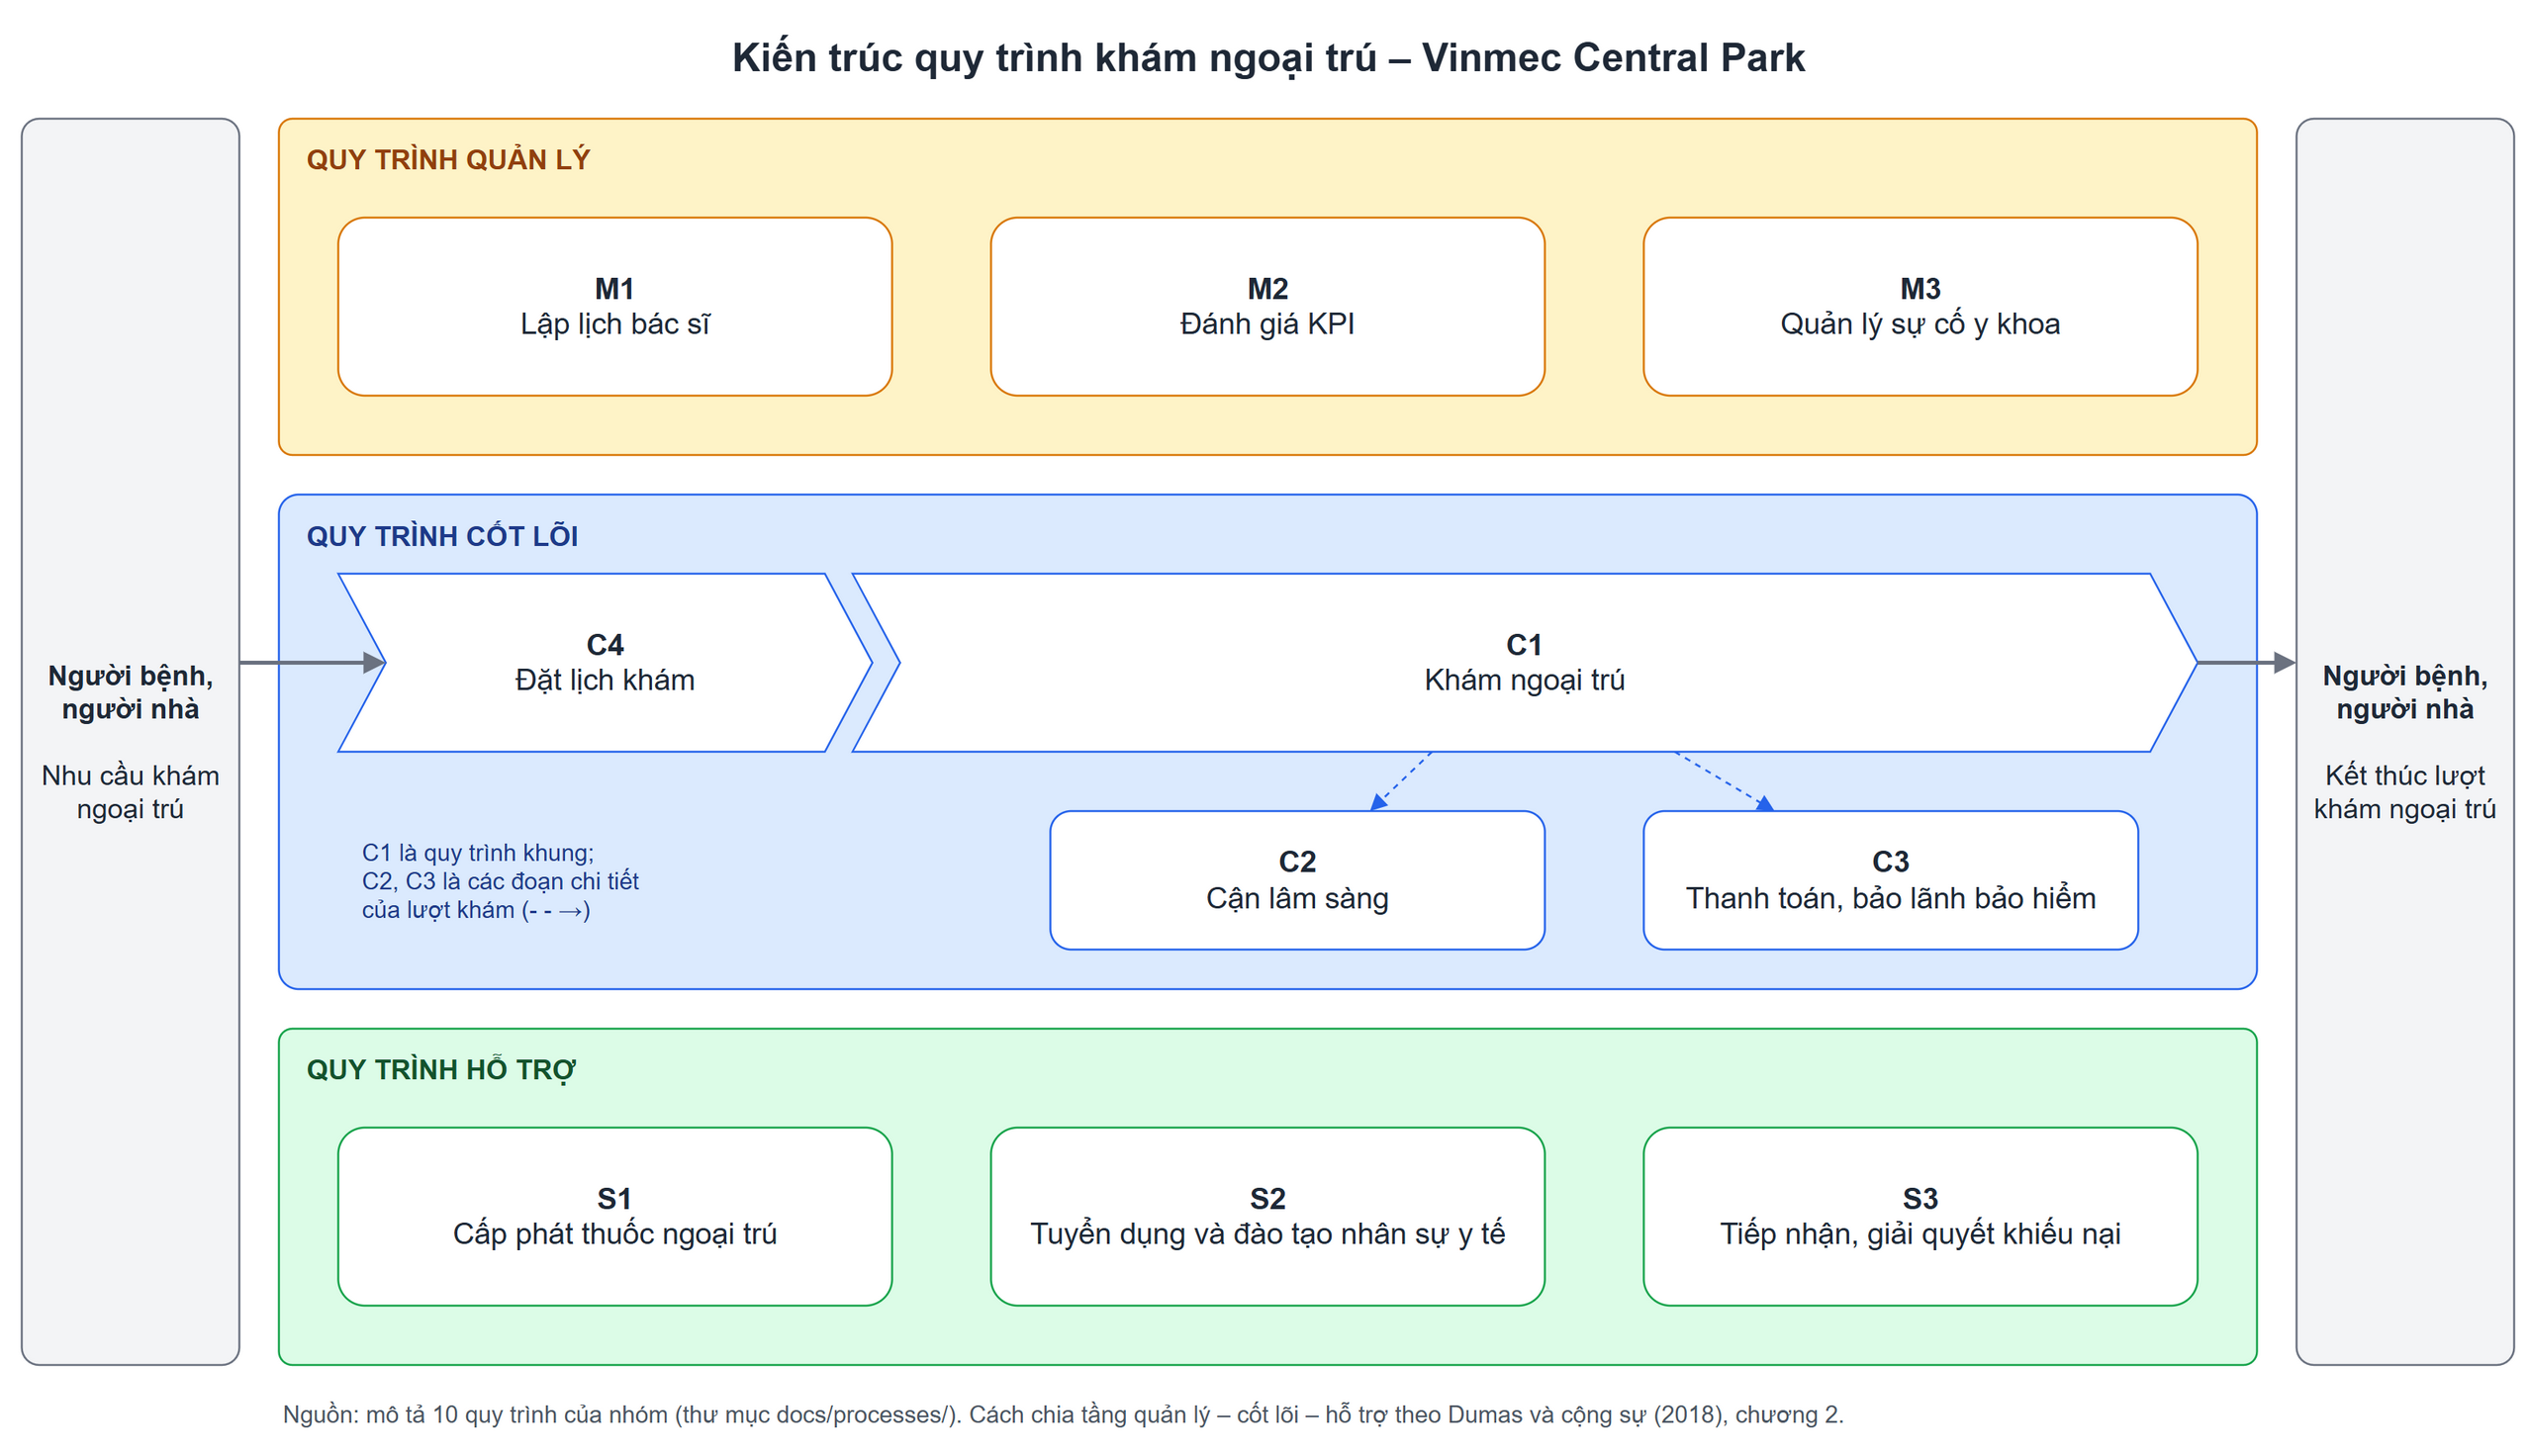 Kiến trúc quy trình khám ngoại trú – Vinmec Central Park
Người bệnh,
người nhà
Nhu cầu khám
ngoại trú
QUY TRÌNH QUẢN LÝ
M1
Lập lịch bác sĩ
M2
Đánh giá KPI
M3
Quản lý sự cố y khoa
QUY TRÌNH CỐT LÕI
C4
Đặt lịch khám
C1
Khám ngoại trú
C1 là quy trình khung;
C2, C3 là các đoạn chi tiết
của lượt khám (- - →)
C2
Cận lâm sàng
C3
Thanh toán, bảo lãnh bảo hiểm
QUY TRÌNH HỖ TRỢ
S1
Cấp phát thuốc ngoại trú
S2
Tuyển dụng và đào tạo nhân sự y tế
S3
Tiếp nhận, giải quyết khiếu nại
Người bệnh,
người nhà
Kết thúc lượt
khám ngoại trú
Nguồn: mô tả 10 quy trình của nhóm (thư mục docs/processes/). Cách chia tầng quản lý – cốt lõi – hỗ trợ theo Dumas và cộng sự (2018), chương 2.